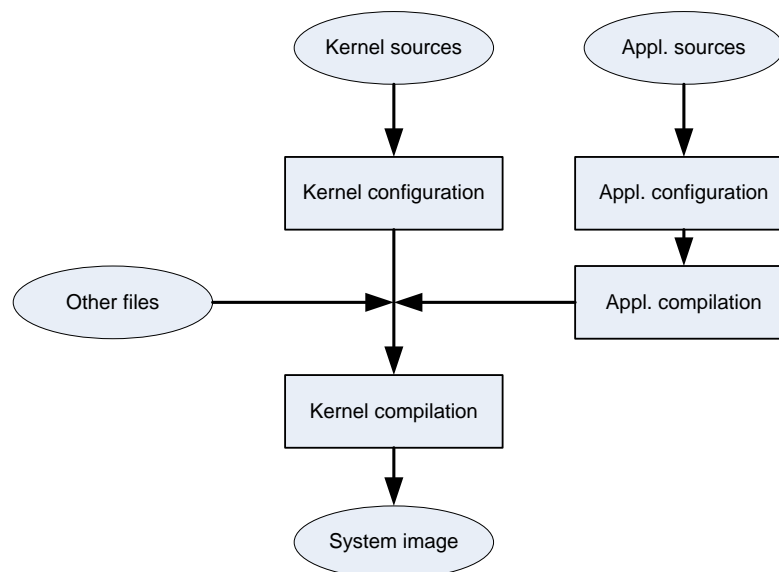 Kernel sources
Appl. sources
Kernel configuration
Appl. configuration
Other files
Appl. compilation
Kernel compilation
System image